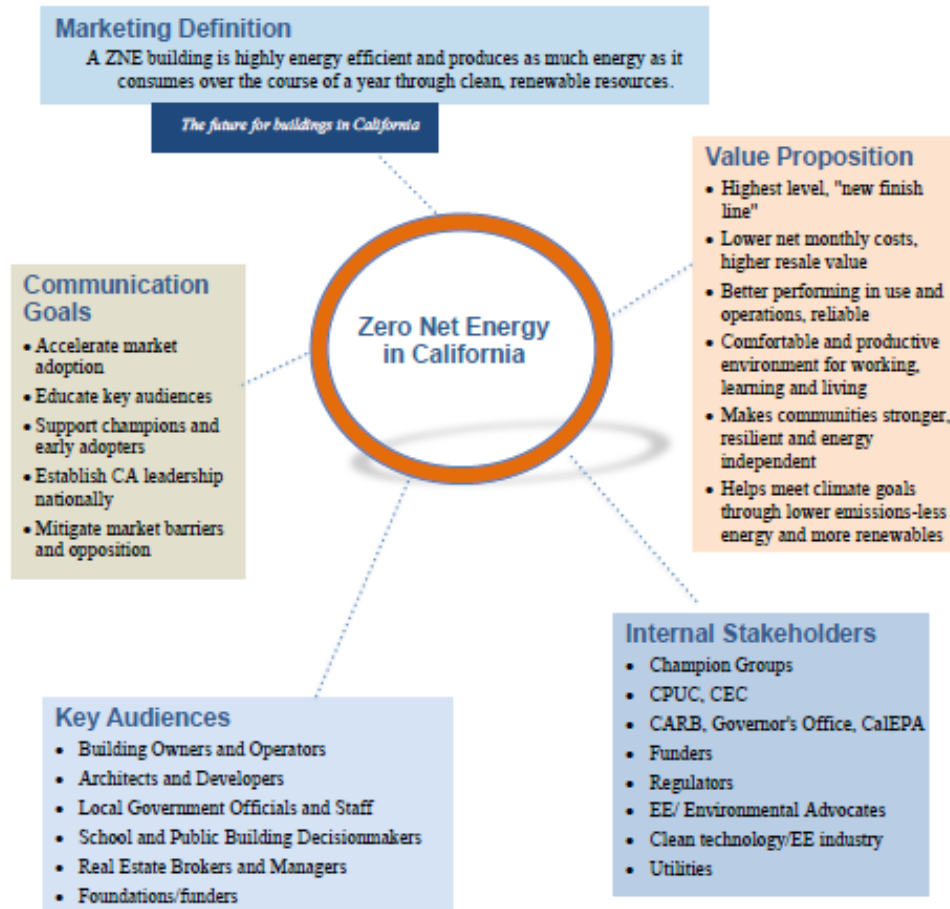 Marketing Definition
A ZNE building is highly energy efficient and produces as much energy as it
consumes over the course of a year through clean, renewable resources.
The future for buildings in California
Value Proposition
• Highest level, "new finish
line"
• Lower net monthly costs,
higher resale value
• Better performing in use and
operations, reliable
• Comfortable and productive
environment for working,
learning and living
• Makes communities stronger,
resilient and energy
independent
• Helps meet climate goals
through lower emissions-less
energy and more renewables
Communication
Goals
• Accelerate market
adoption
• Educate key audiences
• Support champions and
early adopters
• Establish CA leadership
nationally
• Mitigate market barriers
and opposition
Zero Net Energy
in California
Internal Stakeholders
• Champion Groups
• CPUC, CEC
• CARB, Governor's Office, CalEPA
• Funders
• Regulators
• EE/ Environmental Advocates
• Clean technology/EE industry
• Utilities
Key Audiences
• Building Owners and Operators
• Architects and Developers
• Local Government Officials and Staff
• School and Public Building Decisionmakers
• Real Estate Brokers and Managers
• Foundations/funders